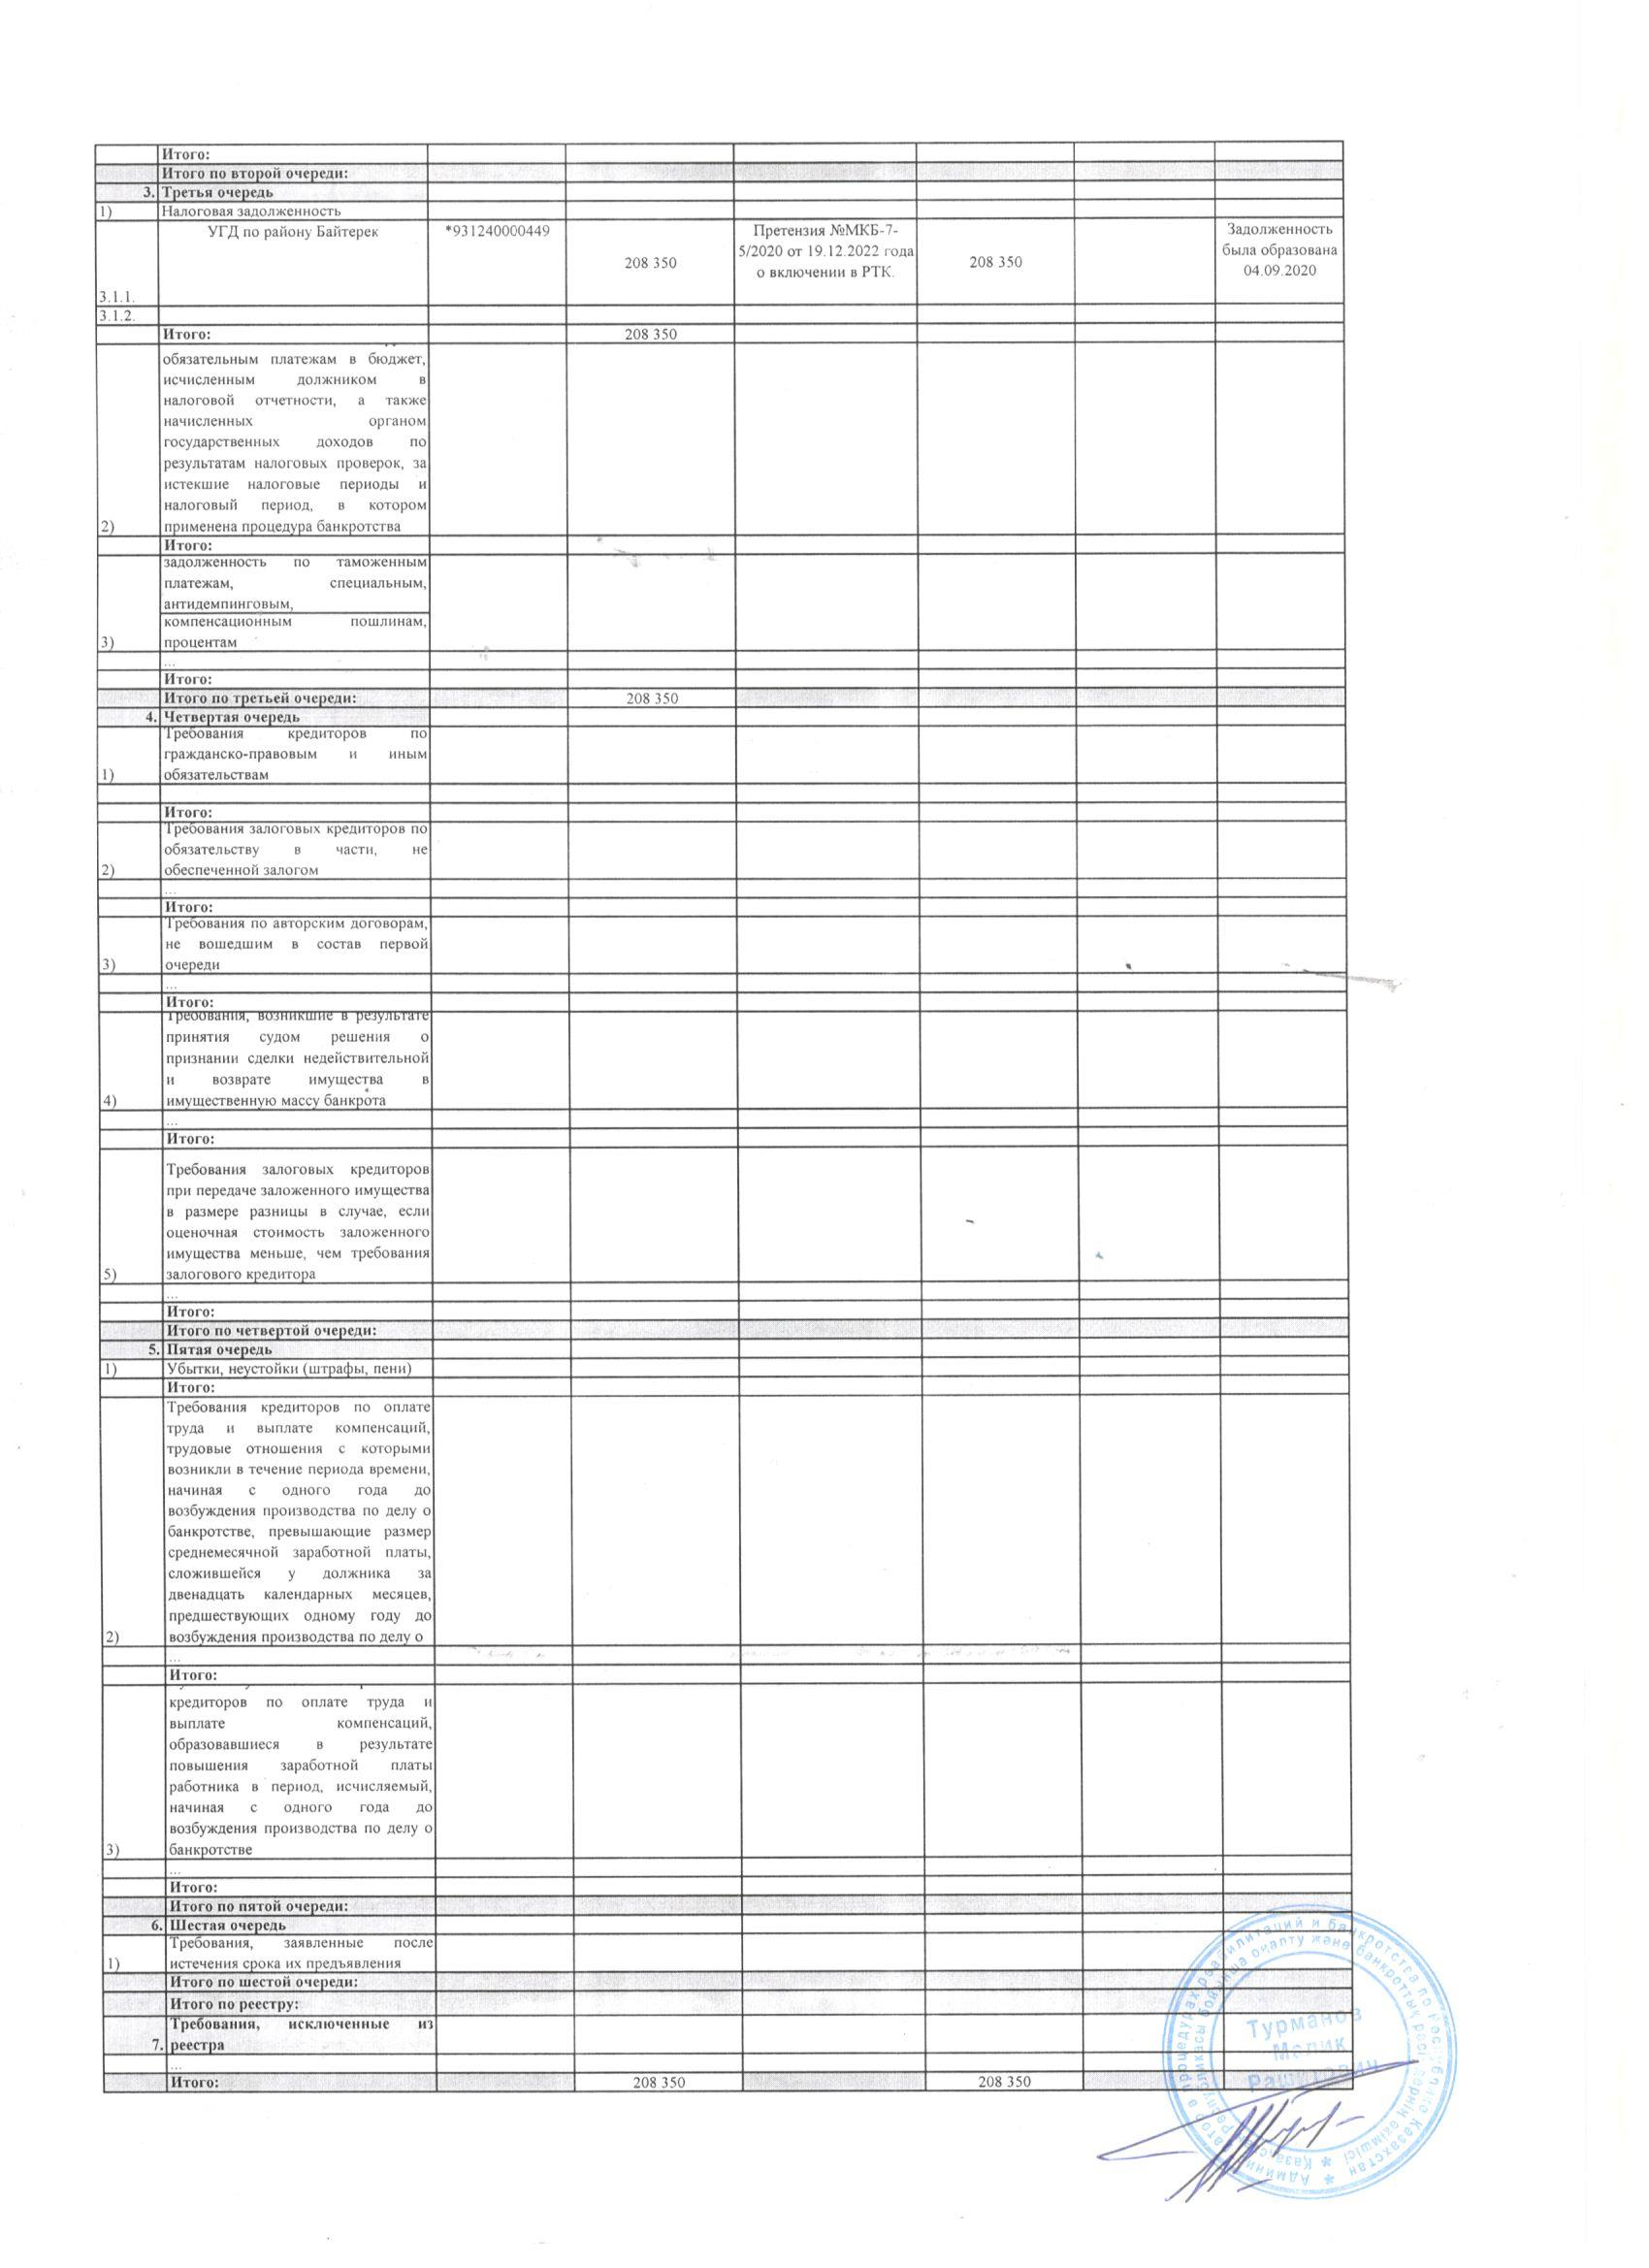 Итого:
Итого по второй очереди:
3. Третья очередь
1) Налоговая задолженность
УГД по району Байтерек *931240000449 Претензия №МКБ-7- Задолженность
5/2020 от 19.12.2022 года была образована
208 350 о включении в РТК. 208 350 04.09.2020
3.1.1.
3.1.2.
Итого: 208 350
обязательным платежам в бюджет,
исчисленным должником в
налоговой отчетности, а также
начисленных органом
государственных доходов по
результатам налоговых проверок, за
истекшие налоговые периоды и
налоговый период, в котором
2) применена процедура банкротства
Итого:
задолженность по таможенным
платежам, специальным,
антидемпинговым,
компенсационным пошлинам,
3) процентам
...
Итого:
Итого по третьей очереди: 208 350
4. Четвертая очередь
Требования кредиторов по
гражданско-правовым и иным
1) обязательствам
Итого:
Требования залоговых кредиторов по
обязательству в части, не
2) обеспеченной залогом
...
Итого:
Требования по авторским договорам,
не вошедшим в состав первой
3) очереди
...
Итого:
Требования, возникшие в результате
принятия судом решения о
признании сделки недействительной
и возврате имущества в
4) имущественную массу банкрота
...
Итого:
Требования залоговых кредиторов
при передаче заложенного имущества
в размере разницы в случае, если
оценочная стоимость заложенного
имущества меньше, чем требования
5) залогового кредитора
...
Итого:
Итого по четвертой очереди:
5. Пятая очередь
1) Убытки, неустойки (штрафы, пени)
Итого:
Требования кредиторов по оплате
труда и выплате компенсаций,
трудовые отношения с которыми
возникли в течение периода времени,
начиная с одного года до
возбуждения производства по делу о
банкротстве, превышающие размер
среднемесячной заработной платы,
сложившейся у должника за
двенадцать календарных месяцев,
предшествующих одному году до
2) возбуждения производства по делу о
...
Итого:
кредиторов по оплате труда и
выплате компенсаций,
образовавшиеся в результате
повышения заработной платы
работника в период, исчисляемый,
начиная с одного года до
возбуждения производства по делу о
3) банкротстве
...
Итого:
Итого по пятой очереди:
6. Шестая очередь
Требования, заявленные после
1) истечения срока их предъявления
Итого по шестой очереди:
Итого по реестру:
Требования, исключенные из
7. реестра
...
Итого: 208 350 208 350
Турманов
Рашитович